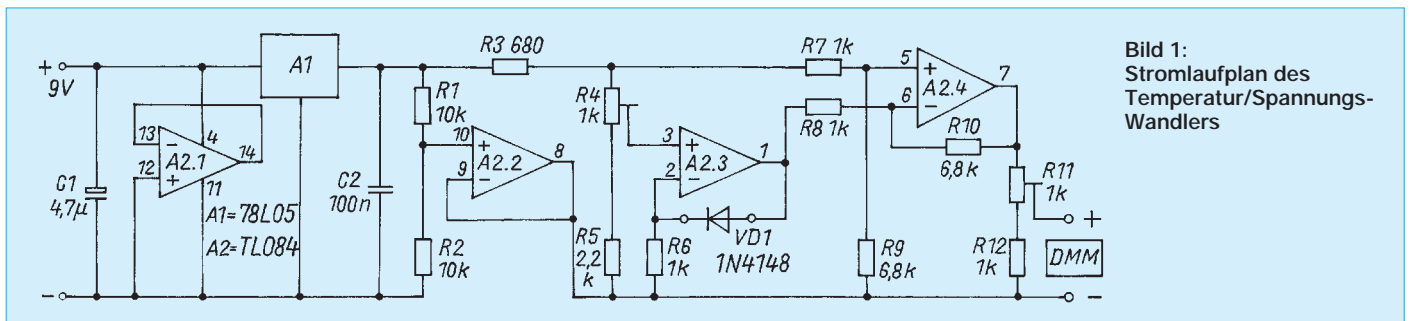 +
9V
-
C1
4,7µ
13
-
12
+
A2.1
4
14
11
A1=78L05
A2=TL084
A1
C2
100n
R1
10k
R2
10k
R3 680
10
+
9
-
A2.2
8
R4
1k
R5
2,2
k
3
+
2
-
A2.3
1
R6
1k
VD1
1N4148
R7 1k
R8 1k
R9
6,8k
5
+
6
-
A2.4
7
R10
6,8k
R11
1k
R12
1k
+
DMM
-
Bild 1:
Stromlaufplan des
Temperatur/Spannungs-
Wandlers